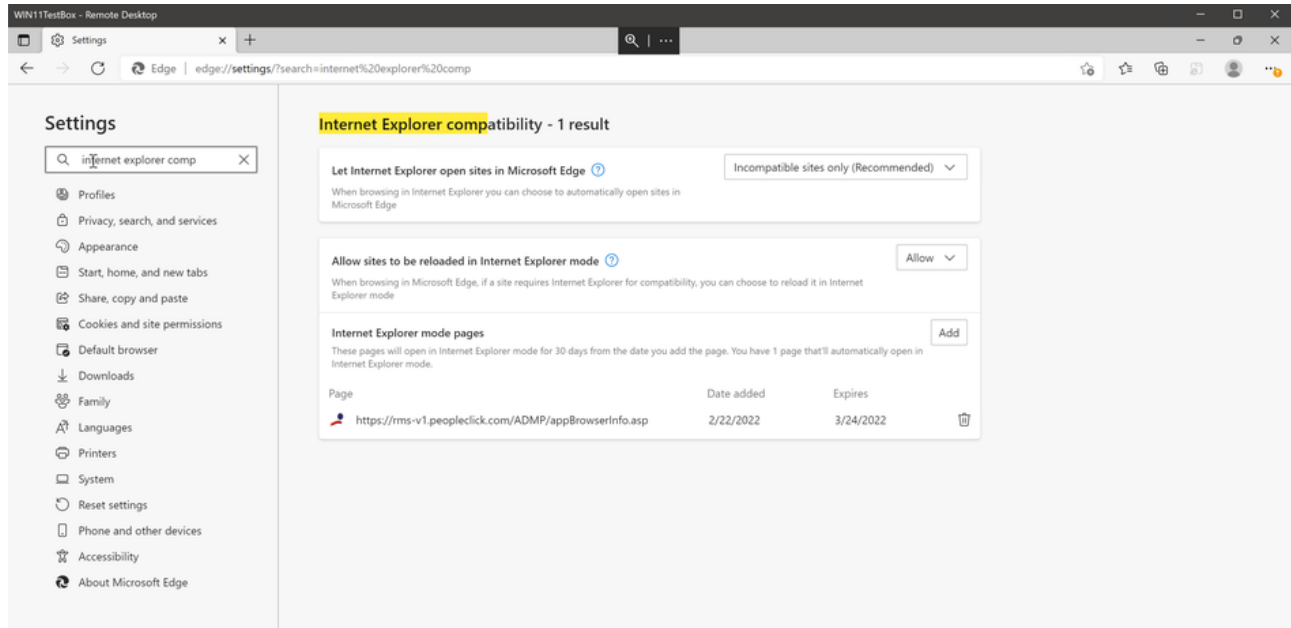 WIN11TestBox - Remote Desktop
Settings
Edge | edge://settings/?search=internet%20explorer%20comp
Settings
internet explorer comp
Profiles
Privacy, search, and services
Appearance
Start, home, and new tabs
Share, copy and paste
Cookies and site permissions
Default browser
Downloads
Family
Languages
Printers
System
Reset settings
Phone and other devices
Accessibility
About Microsoft Edge
Internet Explorer compatibility - 1 result
Let Internet Explorer open sites in Microsoft Edge
Incompatible sites only (Recommended)
When browsing in Internet Explorer you can choose to automatically open sites in
Microsoft Edge
Allow sites to be reloaded in Internet Explorer mode
Allow
When browsing in Microsoft Edge, if a site requires Internet Explorer for compatibility, you can choose to reload it in Internet
Explorer mode
Internet Explorer mode pages
Add
These pages will open in Internet Explorer mode for 30 days from the date you add the page. You have 1 page that'll automatically open in
Internet Explorer mode.
Page Date added Expires
https://rms-v1.peopleclick.com/ADMP/appBrowserInfo.asp 2/22/2022 3/24/2022